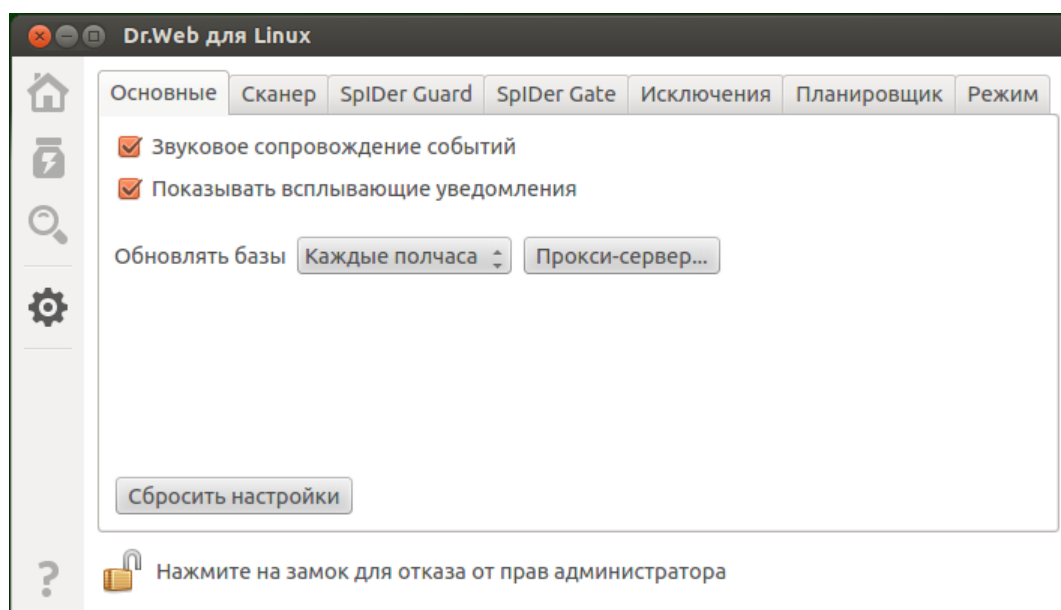 Dr.Web для Linux
Основные Сканер SpIDer Guard SpIDer Gate Исключения Планировщик Режим
Звуковое сопровождение событий
Показывать всплывающие уведомления
Обновлять базы Каждые полчаса Прокси-сервер...
Сбросить настройки
? Нажмите на замок для отказа от прав администратора